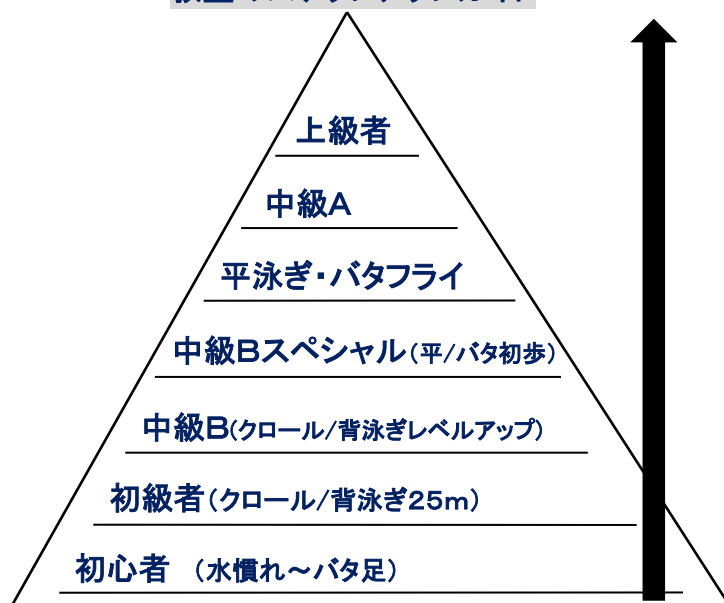 上級者
中級A
平泳ぎ・バタフライ
中級Bスペシャル(平/バタ初歩)
中級B(クロール/背泳ぎレベルアップ)
初級者(クロール/背泳ぎ25m)
初心者 (水慣れ～バタ足)